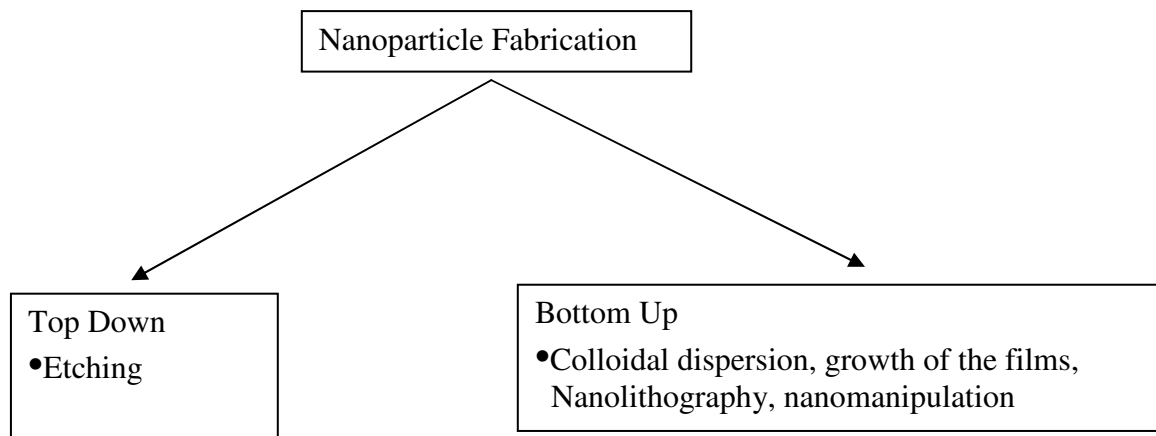 Nanoparticle Fabrication
Top Down
•Etching
Bottom Up
•Colloidal dispersion, growth of the films,
Nanolithography, nanomanipulation